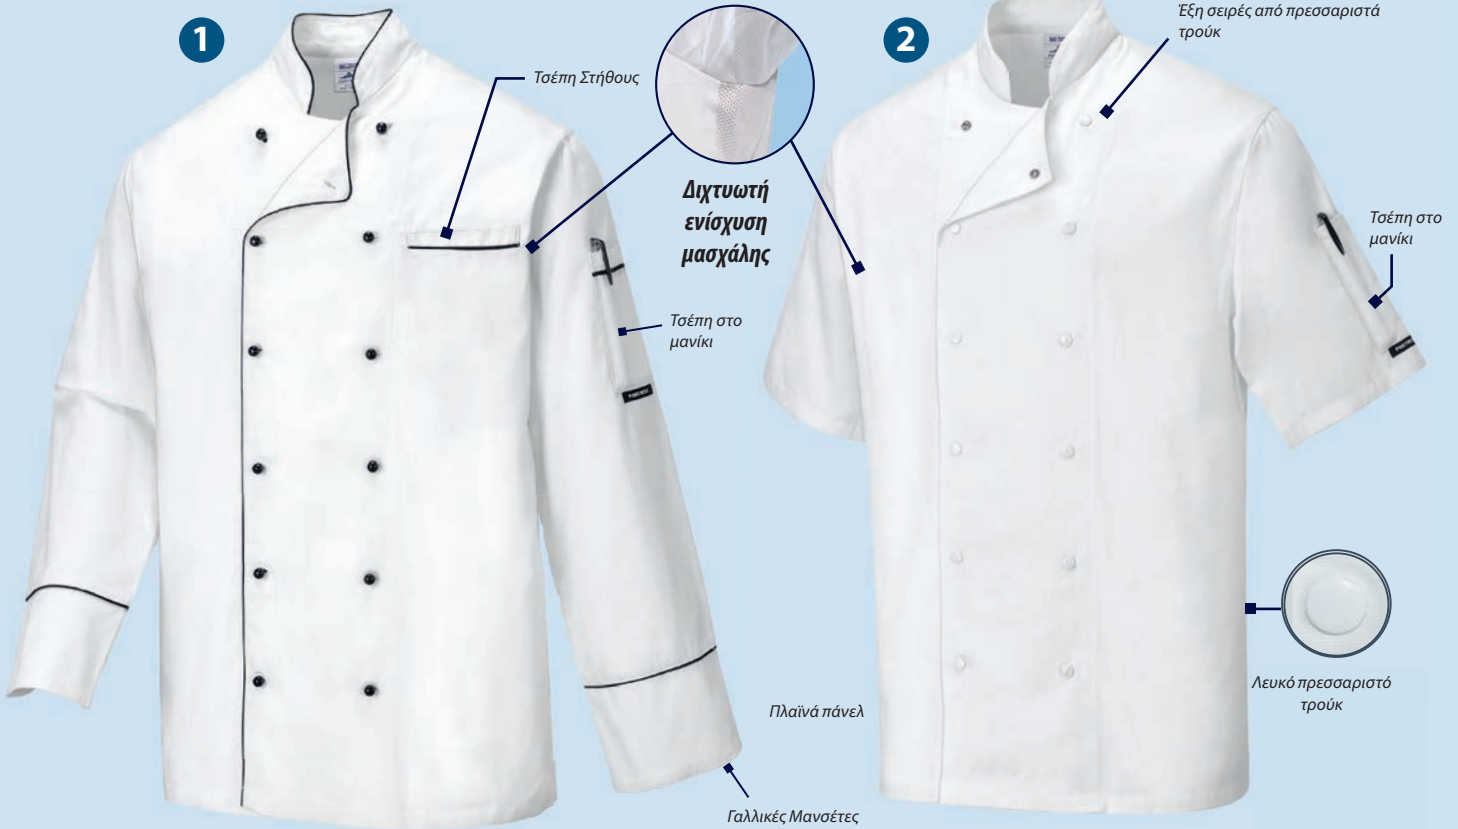 1
Τσέπη Στήθους
Διχτυωτή
ενίσχυση
μασχάλης
Τσέπη στο
μανίκι
Γαλλικές Μανσέτες
2
Έξη σειρές από πρεσσαριστά
τρούκ
Τσέπη στο
μανίκι
Λευκό πρεσσαριστό
τρούκ
Πλαϊνά πάνελ